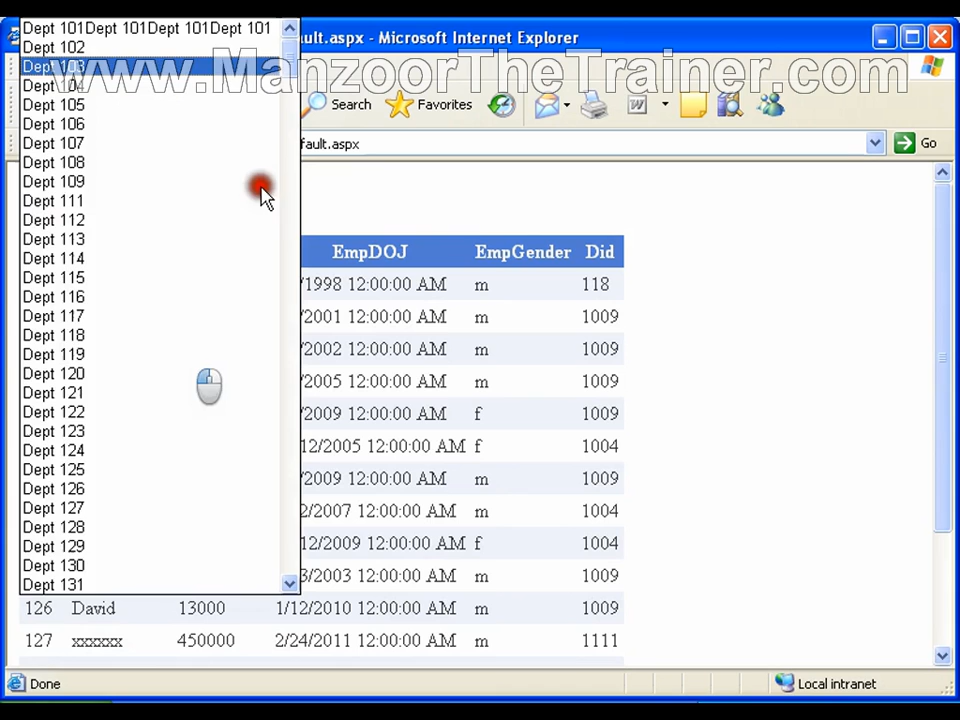 Dept 101Dept 101Dept 101Dept 101
ult.aspx - Microsoft Internet Explorer
Dept 102
Dept 103
www.ManzoorTheTrainer.com
Dept 104
Dept 105
Search
Favorites
Dept 106
Dept 107
fault.aspx
Go
Dept 108
Dept 109
Dept 111
Dept 112
Dept 113
EmpDOJ EmpGender Did
Dept 114
Dept 115
/1998 12:00:00 AM m 118
Dept 116
Dept 117
/2001 12:00:00 AM m 1009
Dept 118
/2002 12:00:00 AM m 1009
Dept 119
Dept 120
/2005 12:00:00 AM m 1009
Dept 121
Dept 122
/2009 12:00:00 AM f 1009
Dept 123
Dept 124
12/2005 12:00:00 AM f 1004
Dept 125
/2009 12:00:00 AM m 1009
Dept 126
Dept 127
2/2007 12:00:00 AM m 1004
Dept 128
Dept 129
12/2009 12:00:00 AM f 1004
Dept 130
3/2003 12:00:00 AM m 1009
Dept 131
126 David 13000 1/12/2010 12:00:00 AM m 1009
127 xxxxxx 450000 2/24/2011 12:00:00 AM m 1111
Done
Local intranet